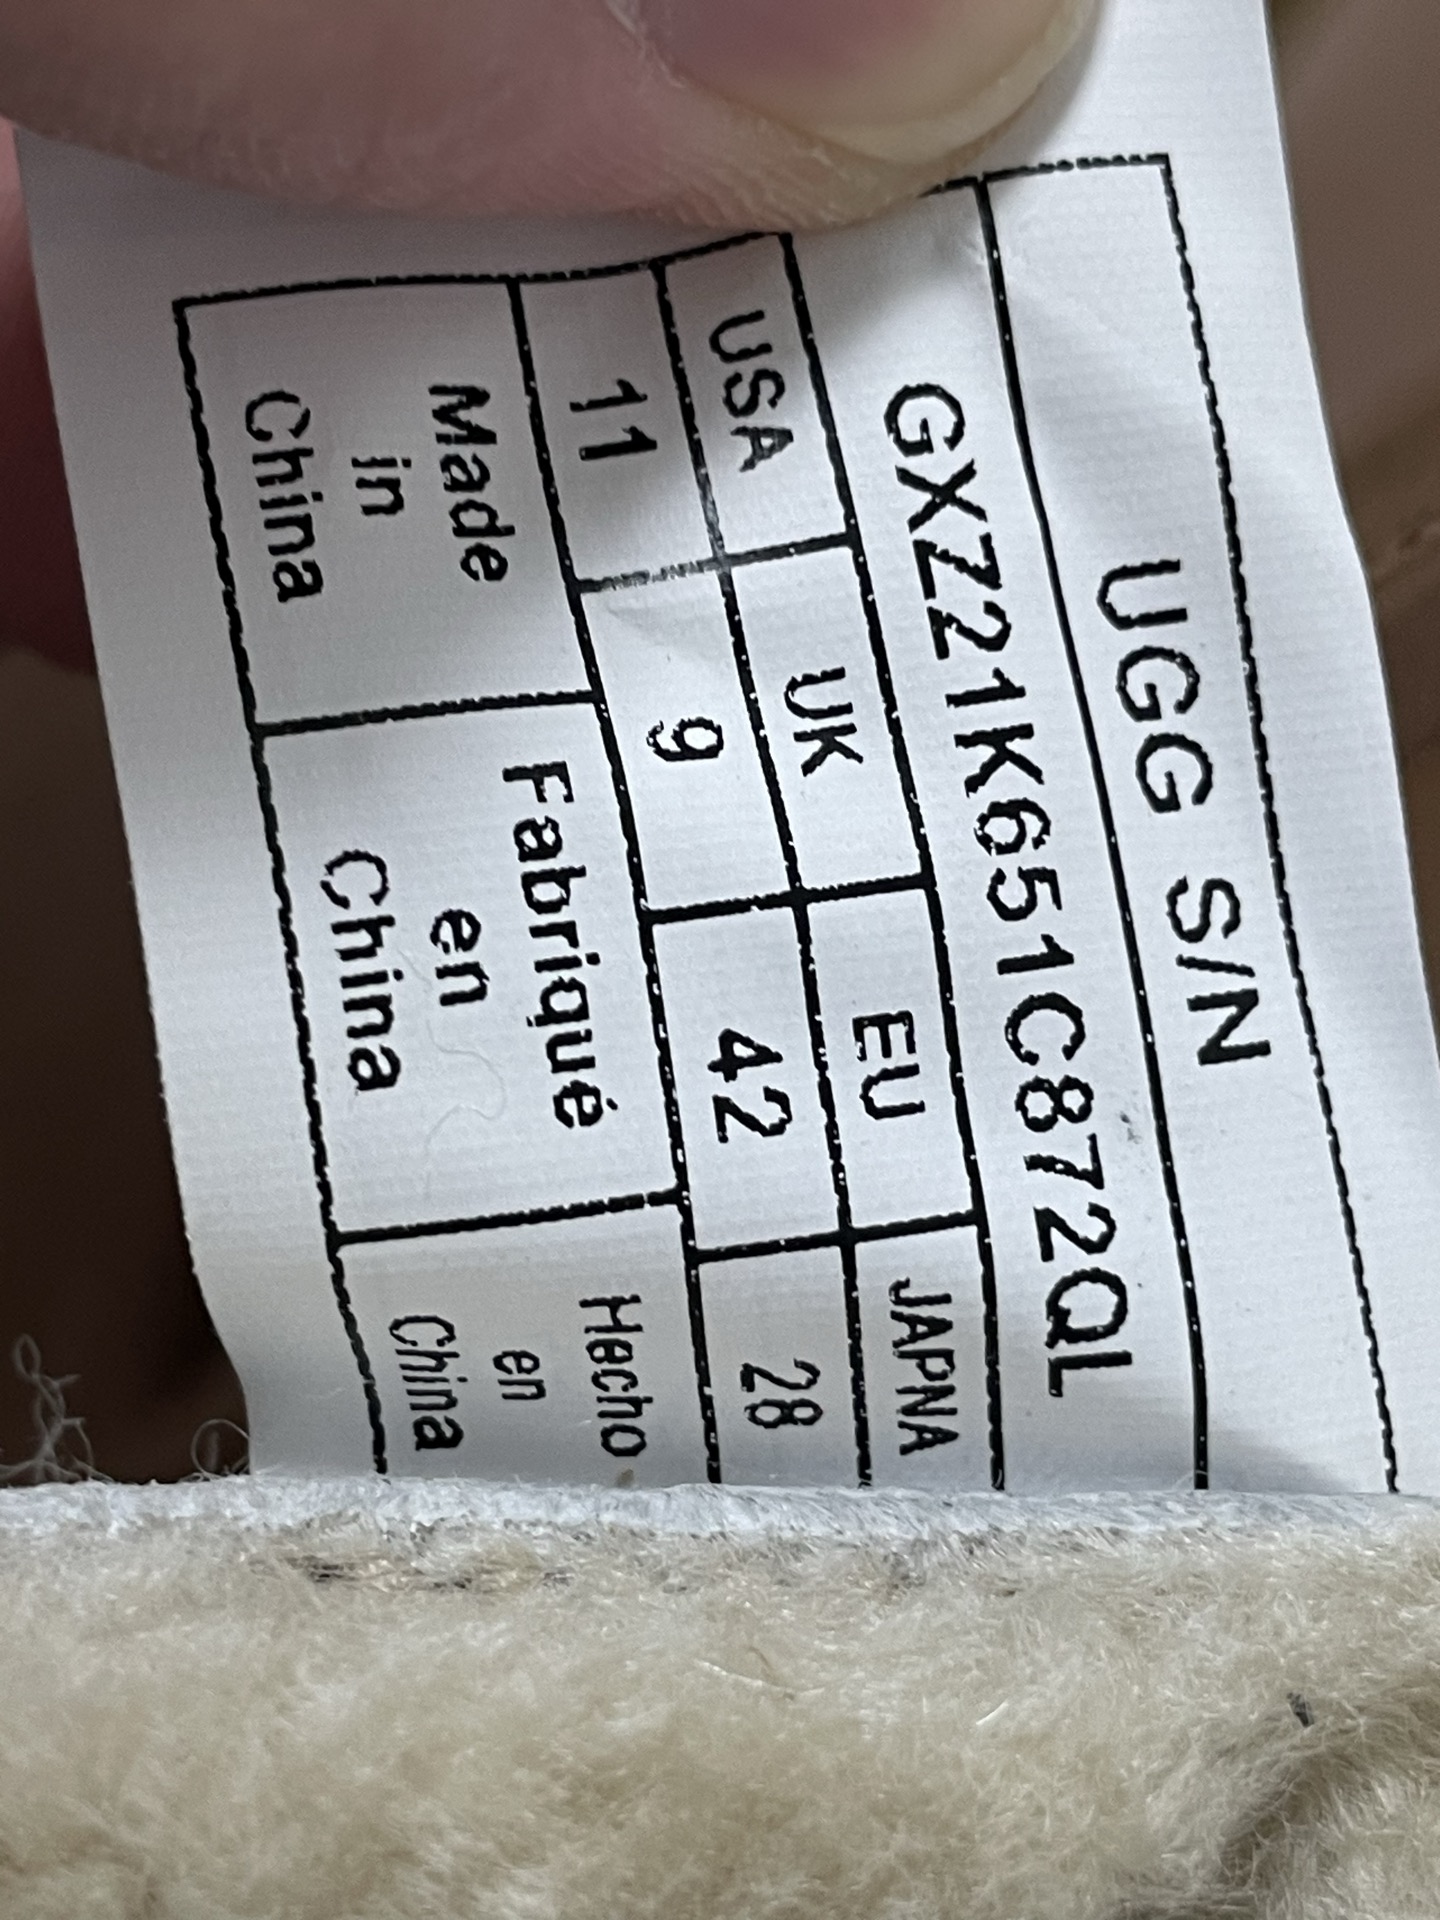 UGG S/N
GXZ21K651C872QL
USA UK EU JAPNA
11 9 42 28
Made Fabriqué Hecho
in en en
China China China